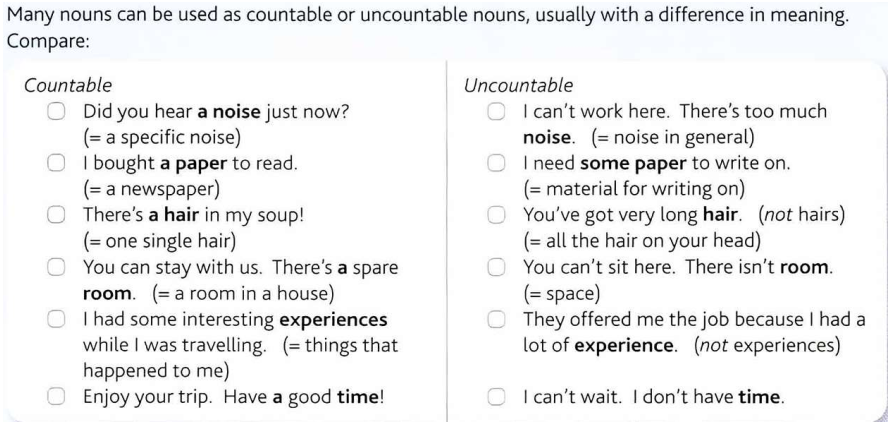 Many nouns can be used as countable or uncountable nouns, usually with a difference in meaning.
Compare:
Countable
Did you hear a noise just now?
(= a specific noise)
I bought a paper to read.
(= a newspaper)
There's a hair in my soup!
(= one single hair)
You can stay with us. There's a spare
room. (= a room in a house)
I had some interesting experiences
while I was travelling. (= things that
happened to me)
Enjoy your trip. Have a good time!
Uncountable
I can't work here. There's too much
noise. (= noise in general)
I need some paper to write on.
(= material for writing on)
You've got very long hair. (not hairs)
(= all the hair on your head)
You can't sit here. There isn't room.
(= space)
They offered me the job because I had a
lot of experience. (not experiences)
I can't wait. I don't have time.